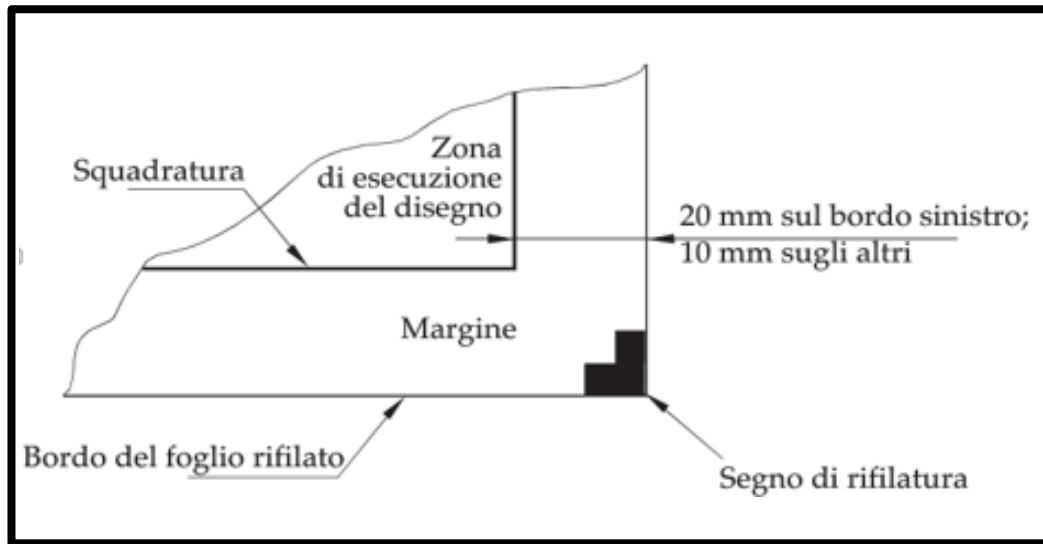 Zona
di esecuzione
del disegno
Squadratura
20 mm sul bordo sinistro;
10 mm sugli altri
Margine
Bordo del foglio rifilato
Segno di rifilatura